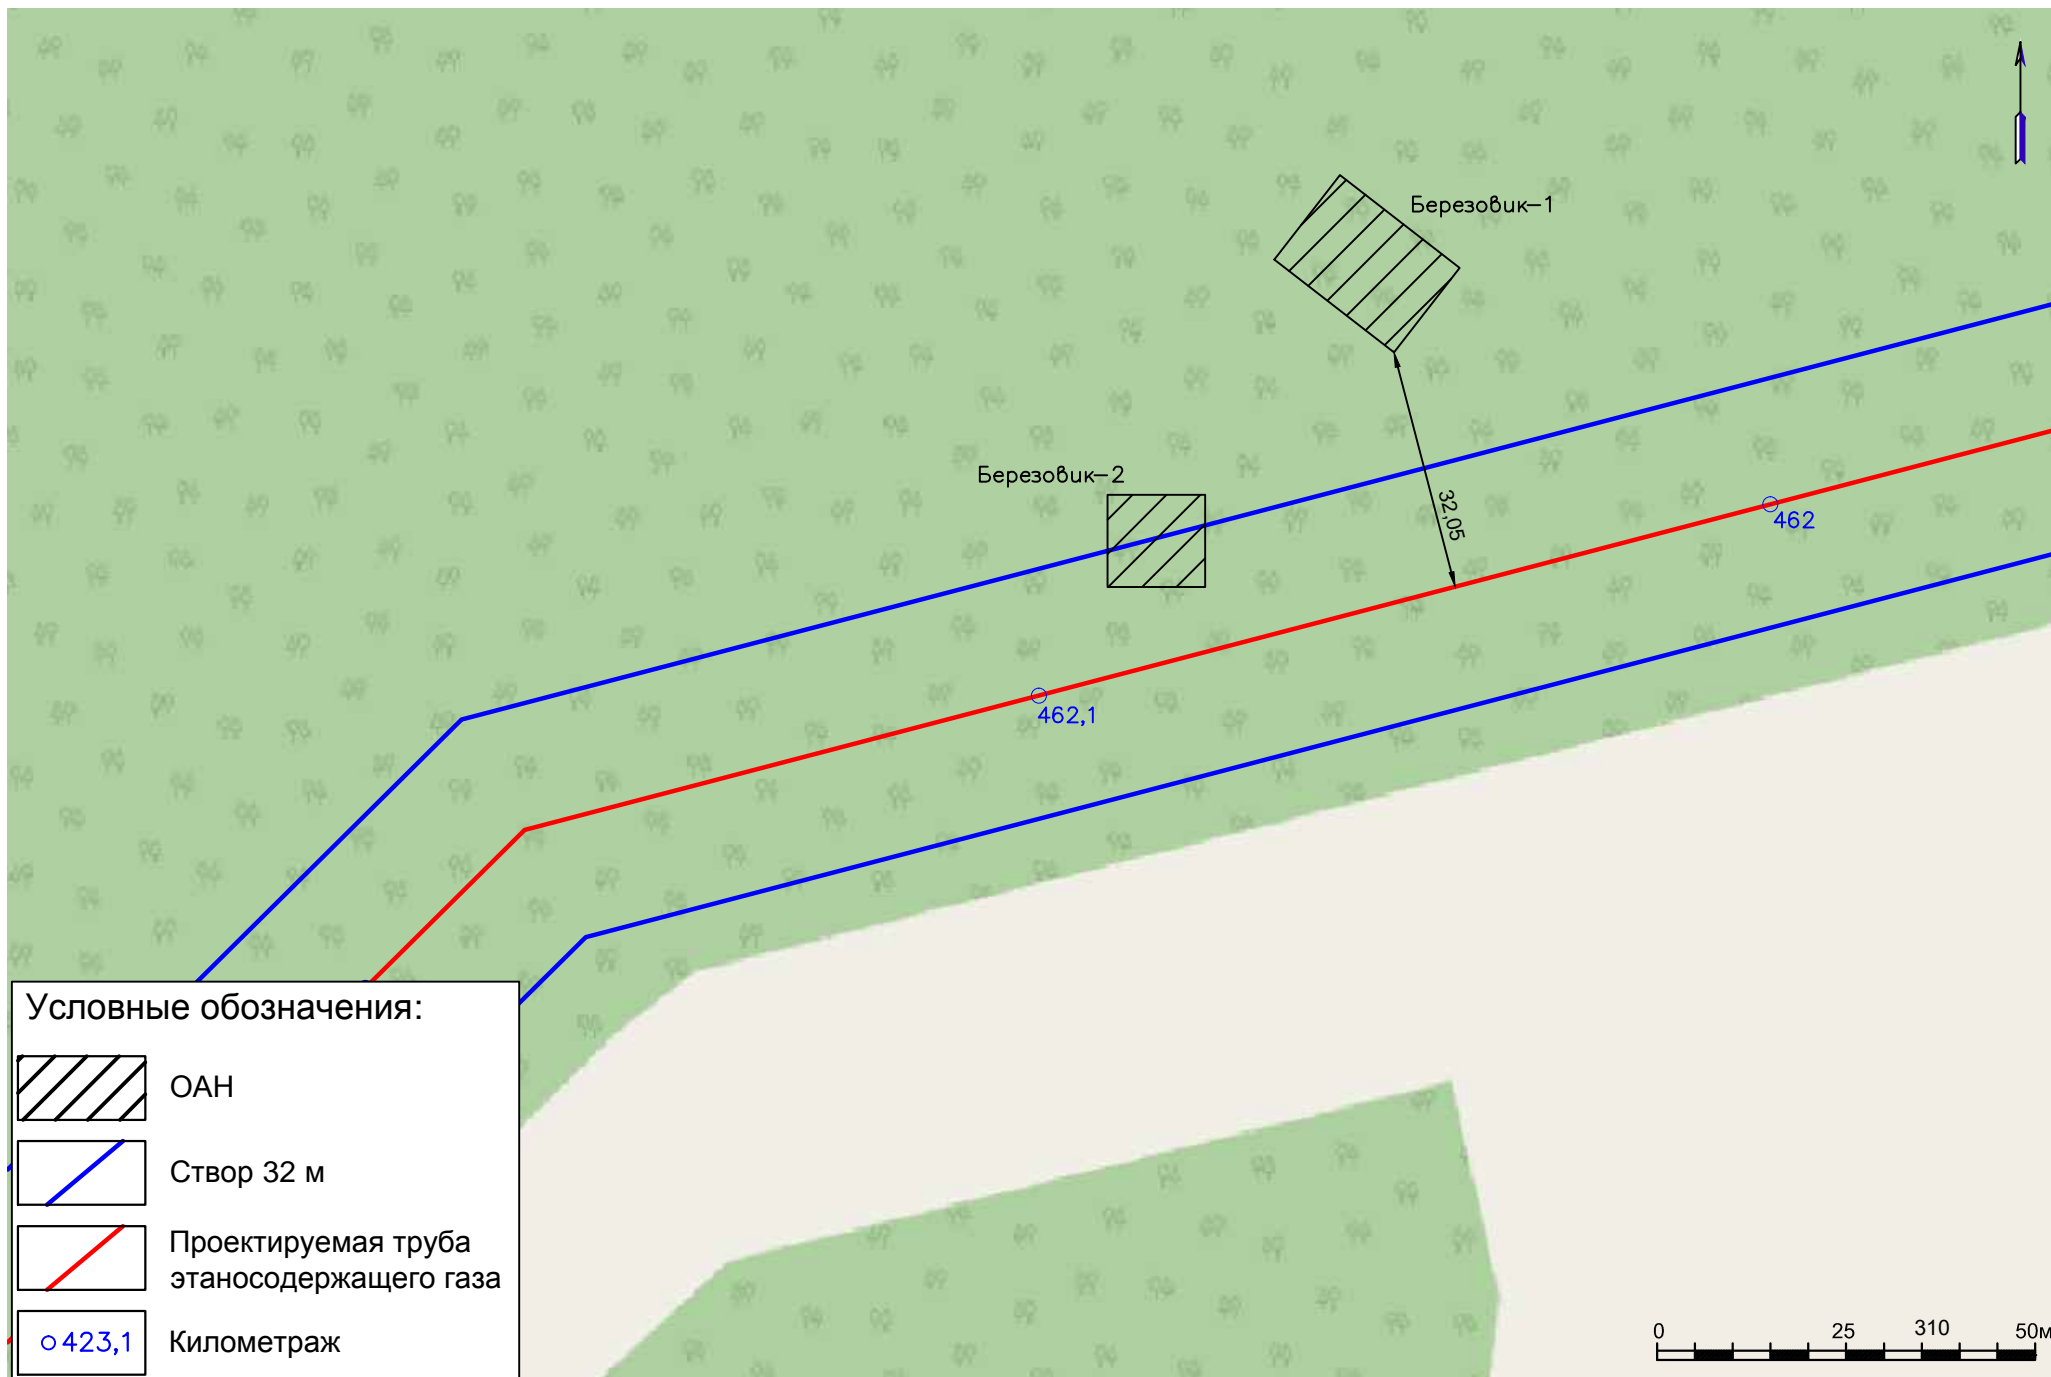 Березовик-1
Березовик-2
32,05
462
462,1
Условные обозначения:
ОАН
Створ 32 м
Проектируемая труба
этаносодержащего газа
423,1 Километраж
0 25 310 50м